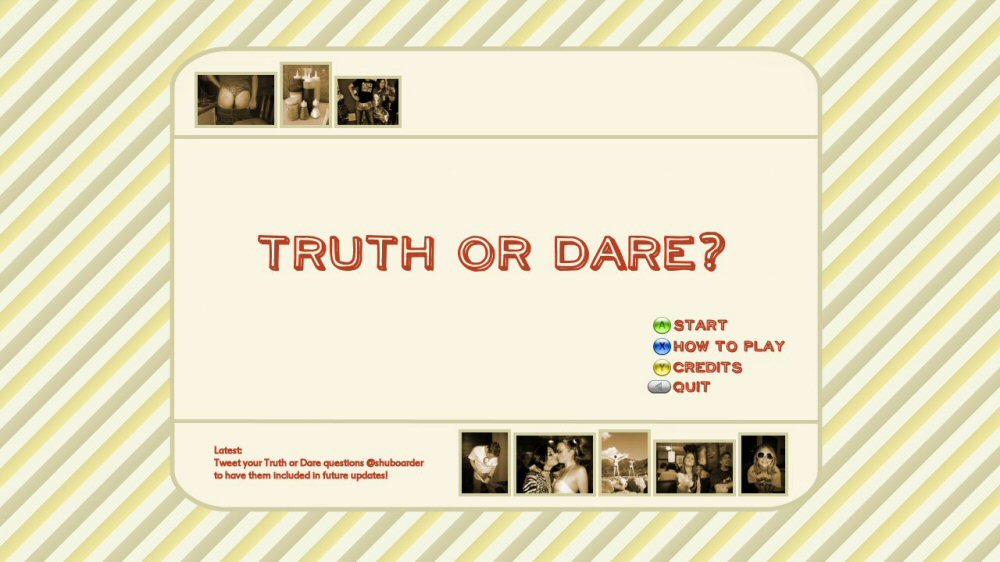 TRUTH OR DARE?
A START
X HOW TO PLAY
Y CREDITS
QUIT
Latest:
Tweet your Truth or Dare questions @shuboarder
to have them included in future updates!